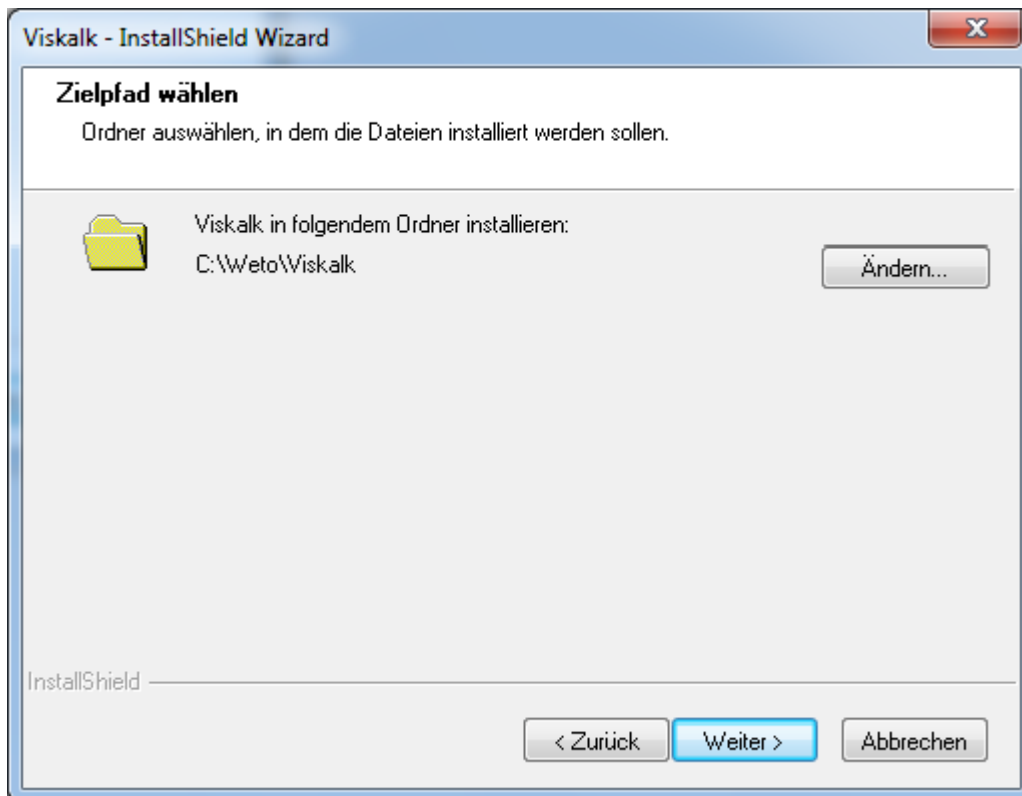 Viskalk - InstallShield Wizard
Zielpfad wählen
Ordner auswählen, in dem die Dateien installiert werden sollen.
Viskalk in folgendem Ordner installieren:
C:\Weto\Viskalk
Ändern...
InstallShield
< Zurück
Weiter >
Abbrechen